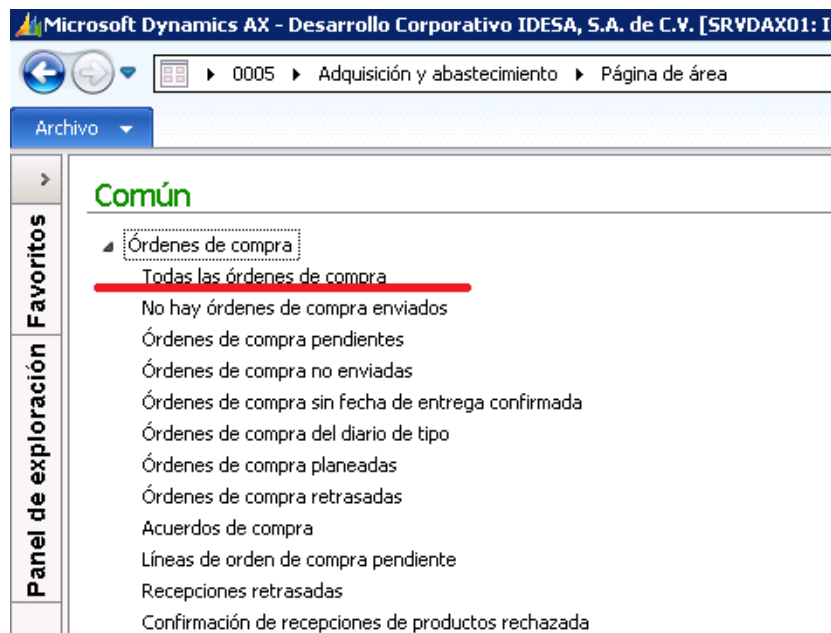 Microsoft Dynamics AX - Desarrollo Corporativo IDESA, S.A. de C.V. [SRVDAX01: I
0005 Adquisición y abastecimiento Página de área
Archivo
Favoritos
Panel de exploración
Común
Órdenes de compra
Todas las órdenes de compra
No hay órdenes de compra enviados
Órdenes de compra pendientes
Órdenes de compra no enviadas
Órdenes de compra sin fecha de entrega confirmada
Órdenes de compra del diario de tipo
Órdenes de compra planeadas
Órdenes de compra retrasadas
Acuerdos de compra
Líneas de orden de compra pendiente
Recepciones retrasadas
Confirmación de recepciones de productos rechazada